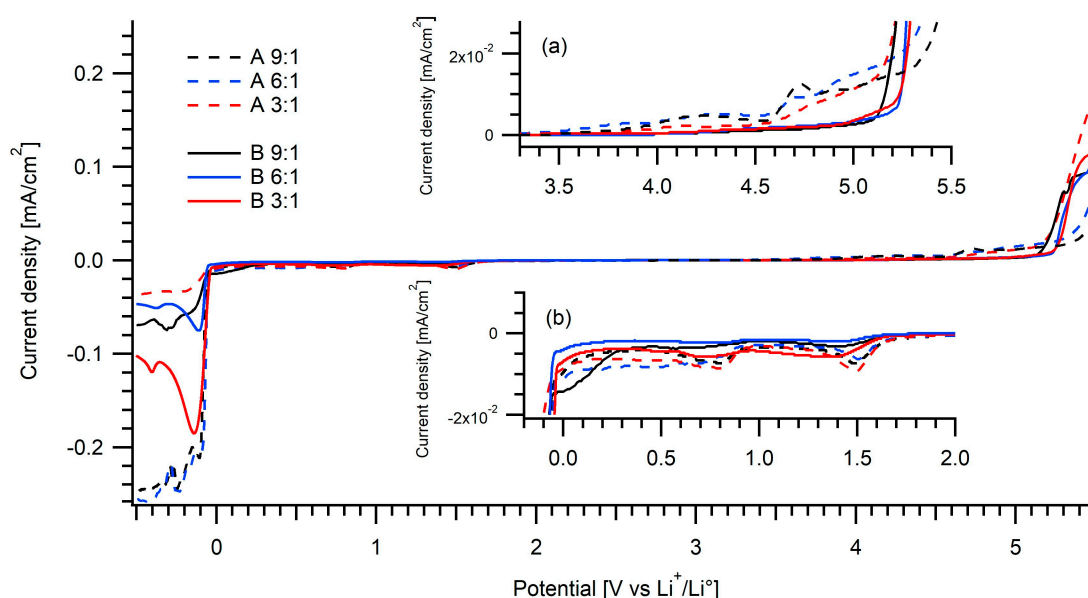 Current density [mA/cm²]
0.2
0.1
0.0
-0.1
-0.2
A 9:1
A 6:1
A 3:1
B 9:1
B 6:1
B 3:1
(a)
Current density [mA/cm²]
2x10⁻²
0
3.5 4.0 4.5 5.0 5.5
(b)
Current density [mA/cm²]
0
-2x10⁻²
0.0 0.5 1.0 1.5 2.0
0 1 2 3 4 5
Potential [V vs Li⁺/Li°]